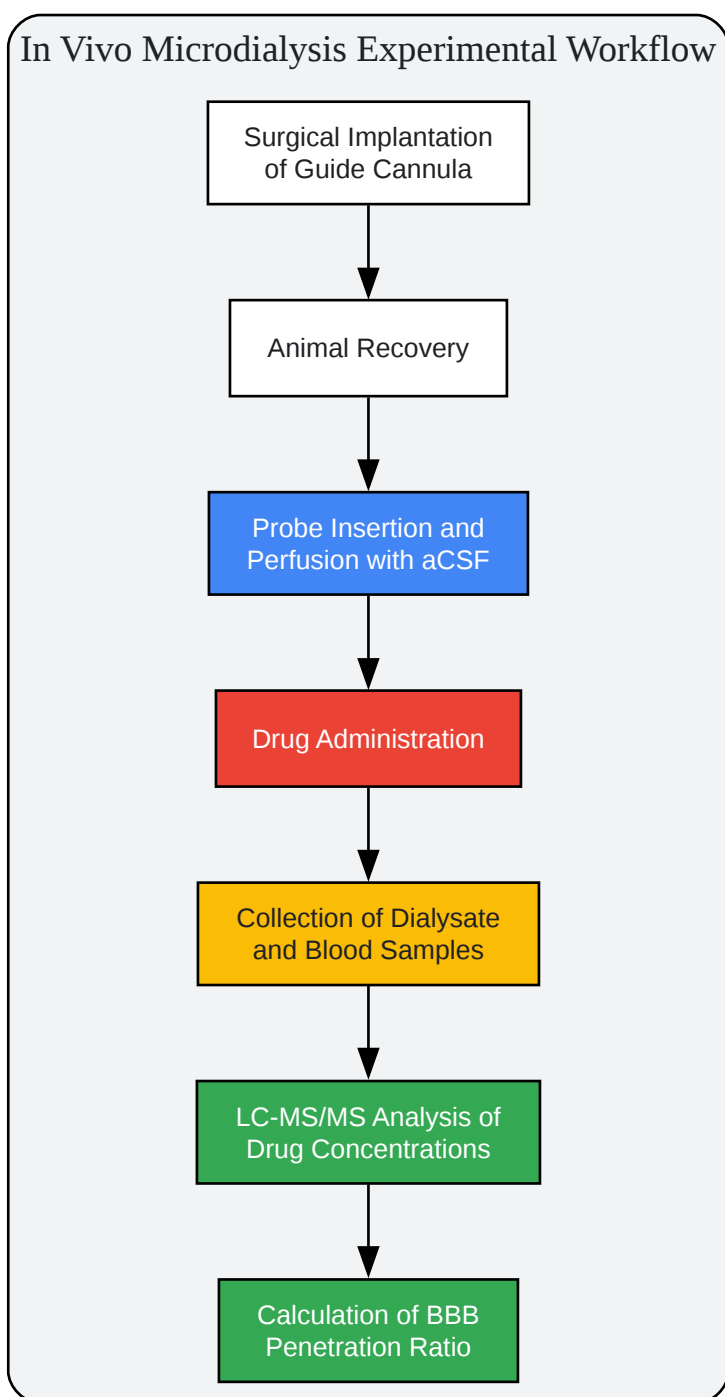 In Vivo Microdialysis Experimental Workflow
Surgical Implantation
of Guide Cannula
Animal Recovery
Probe Insertion and
Perfusion with aCSF
Drug Administration
Collection of Dialysate
and Blood Samples
LC-MS/MS Analysis of
Drug Concentrations
Calculation of BBB
Penetration Ratio